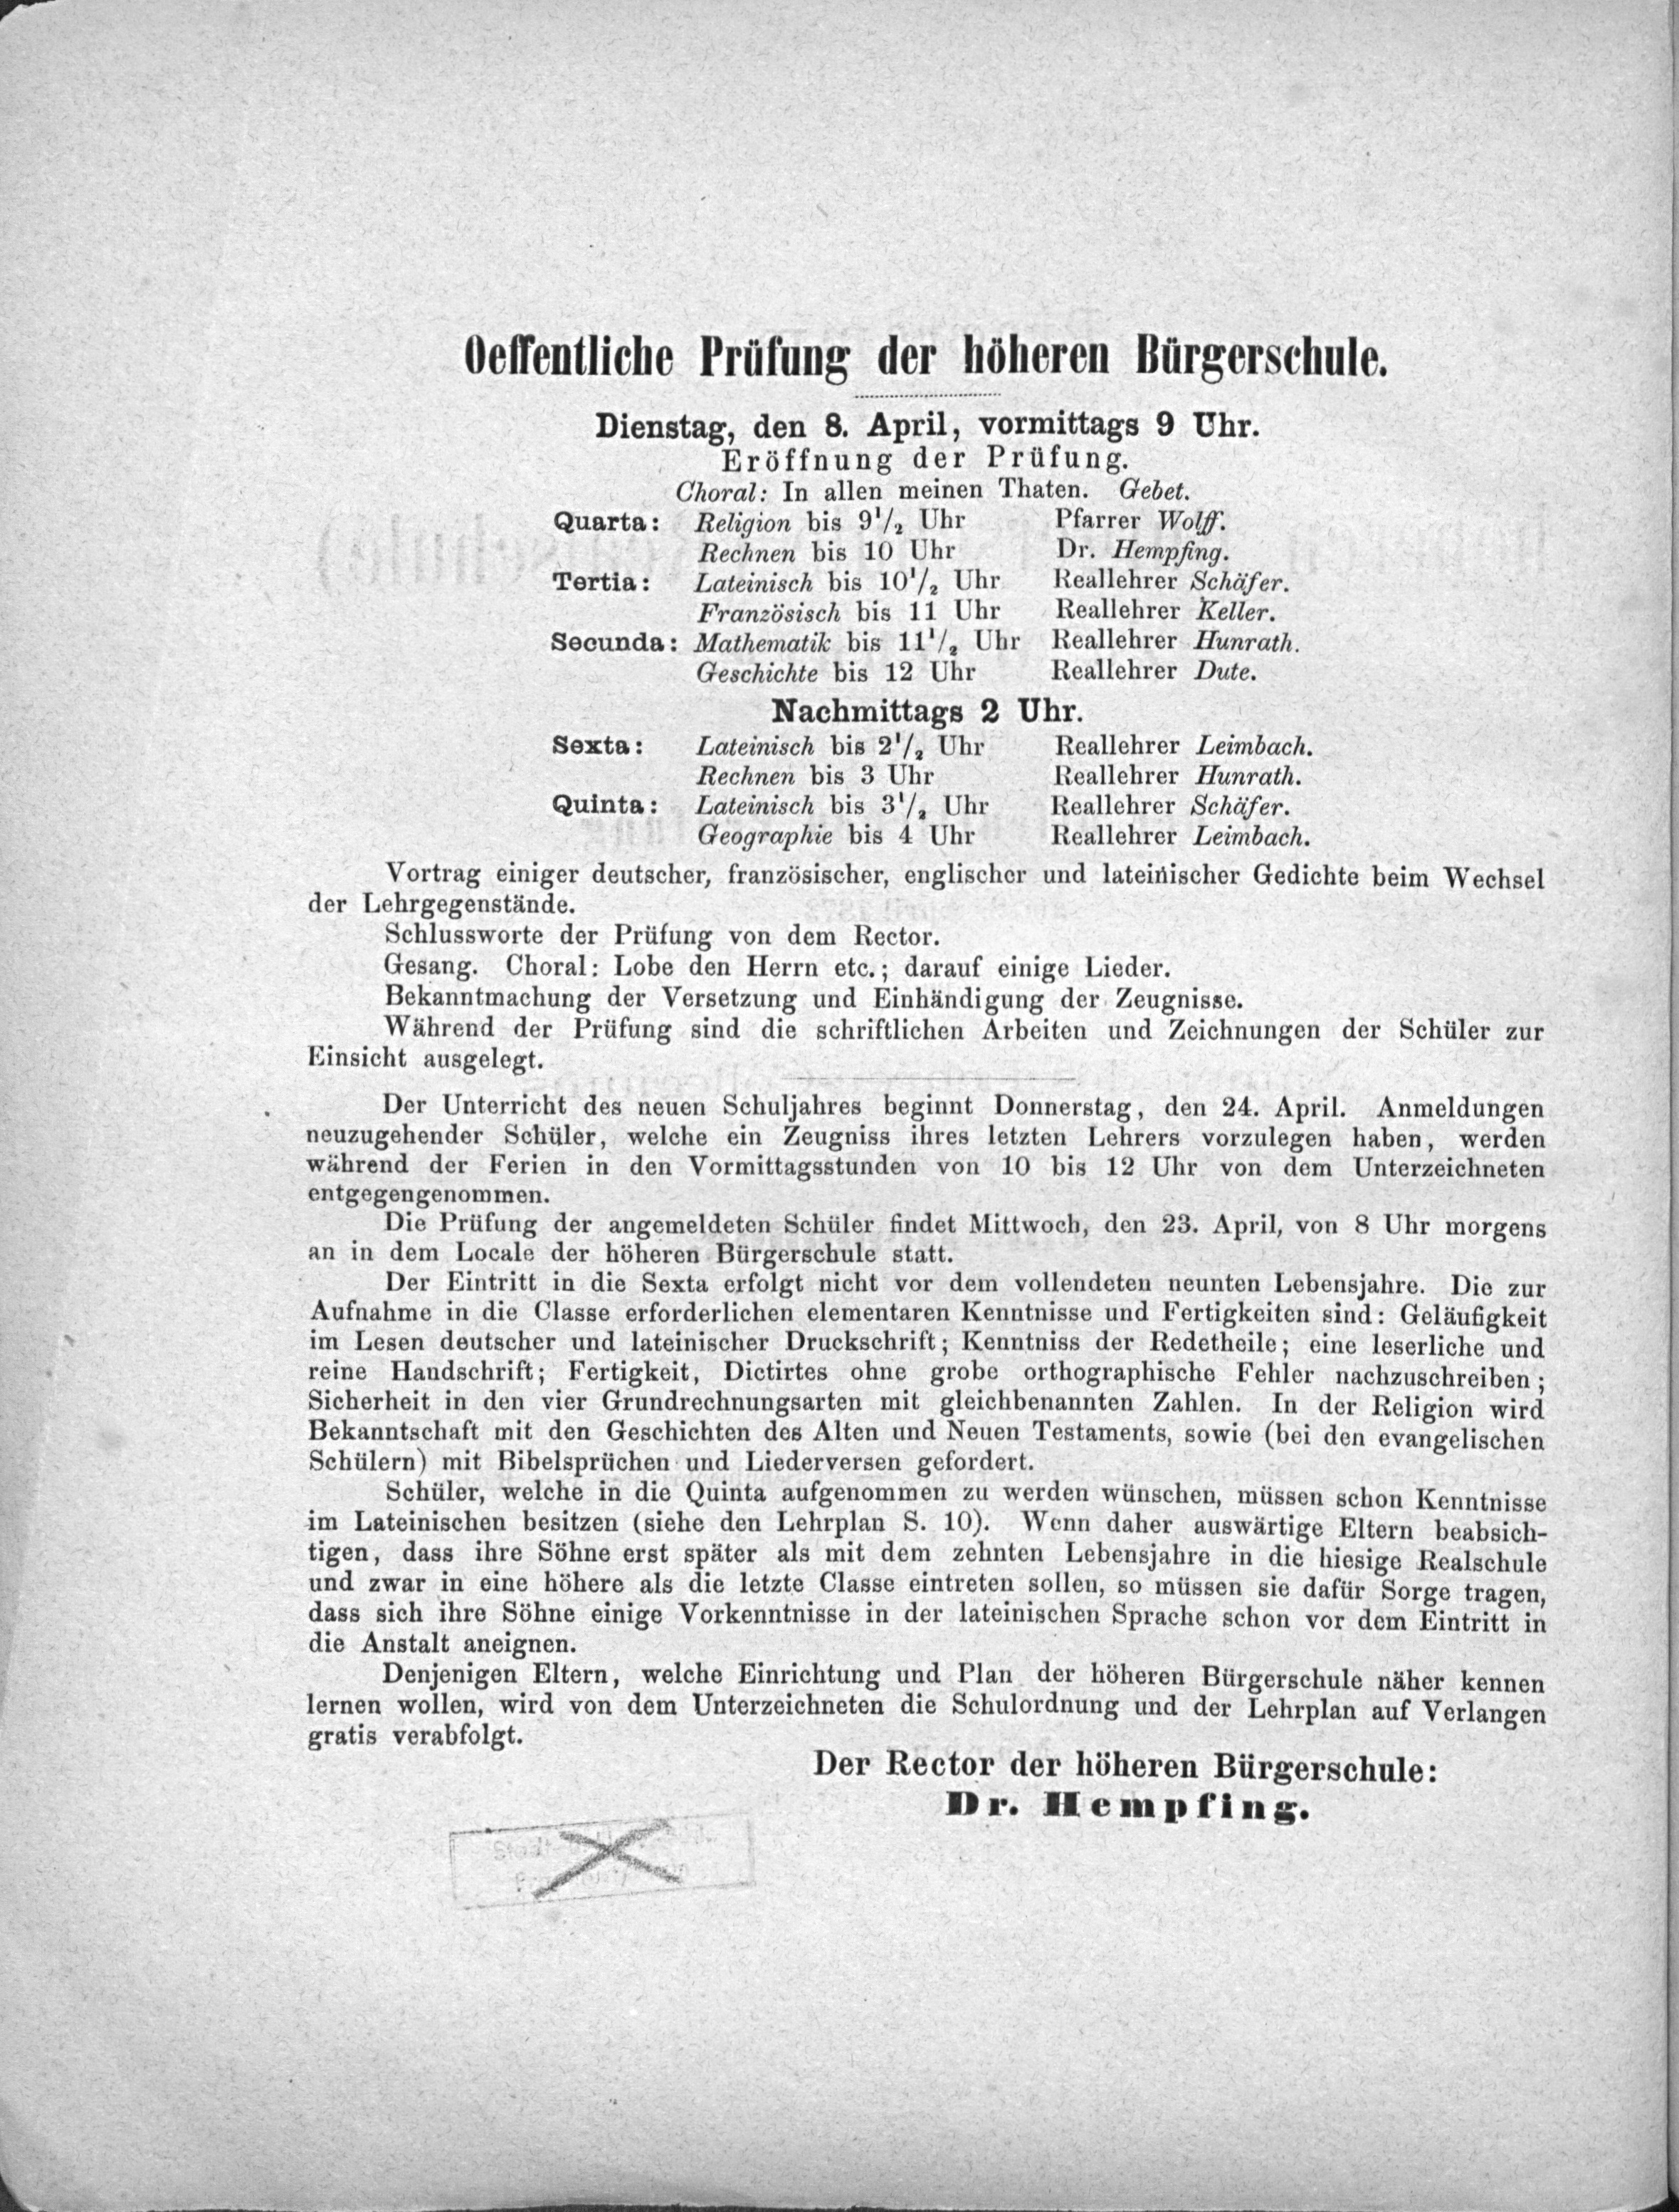 Oeffentliche Prüfung der höheren Bürgerschule.
Dienstag, den 8. April, vormittags 9 Uhr.
Eröffnung der Prüfung.
Choral: In allen meinen Thaten. Gebet.
Quarta: Religion bis 9¹/₂ Uhr Pfarrer Wolff.
Rechnen bis 10 Uhr Dr. Hempfing.
Tertia: Lateinisch bis 10¹/₂ Uhr Reallehrer Schäfer.
Französisch bis 11 Uhr Reallehrer Keller.
Secunda: Mathematik bis 11¹/₂ Uhr Reallehrer Hunrath.
Geschichte bis 12 Uhr Reallehrer Dute.
Nachmittags 2 Uhr.
Sexta: Lateinisch bis 2¹/₂ Uhr Reallehrer Leimbach.
Rechnen bis 3 Uhr Reallehrer Hunrath.
Quinta: Lateinisch bis 3¹/₂ Uhr Reallehrer Schäfer.
Geographie bis 4 Uhr Reallehrer Leimbach.
Vortrag einiger deutscher, französischer, englischer und lateinischer Gedichte beim Wechsel
der Lehrgegenstände.
Schlussworte der Prüfung von dem Rector.
Gesang. Choral: Lobe den Herrn etc.; darauf einige Lieder.
Bekanntmachung der Versetzung und Einhändigung der Zeugnisse.
Während der Prüfung sind die schriftlichen Arbeiten und Zeichnungen der Schüler zur
Einsicht ausgelegt.
Der Unterricht des neuen Schuljahres beginnt Donnerstag, den 24. April. Anmeldungen
neuzugehender Schüler, welche ein Zeugniss ihres letzten Lehrers vorzulegen haben, werden
während der Ferien in den Vormittagsstunden von 10 bis 12 Uhr von dem Unterzeichneten
entgegengenommen.
Die Prüfung der angemeldeten Schüler findet Mittwoch, den 23. April, von 8 Uhr morgens
an in dem Locale der höheren Bürgerschule statt.
Der Eintritt in die Sexta erfolgt nicht vor dem vollendeten neunten Lebensjahre. Die zur
Aufnahme in die Classe erforderlichen elementaren Kenntnisse und Fertigkeiten sind: Geläufigkeit
im Lesen deutscher und lateinischer Druckschrift; Kenntniss der Redetheile; eine leserliche und
reine Handschrift; Fertigkeit, Dictirtes ohne grobe orthographische Fehler nachzuschreiben;
Sicherheit in den vier Grundrechnungsarten mit gleichbenannten Zahlen. In der Religion wird
Bekanntschaft mit den Geschichten des Alten und Neuen Testaments, sowie (bei den evangelischen
Schülern) mit Bibelsprüchen und Liederversen gefordert.
Schüler, welche in die Quinta aufgenommen zu werden wünschen, müssen schon Kenntnisse
im Lateinischen besitzen (siehe den Lehrplan S. 10). Wenn daher auswärtige Eltern beabsich-
tigen, dass ihre Söhne erst später als mit dem zehnten Lebensjahre in die hiesige Realschule
und zwar in eine höhere als die letzte Classe eintreten sollen, so müssen sie dafür Sorge tragen,
dass sich ihre Söhne einige Vorkenntnisse in der lateinischen Sprache schon vor dem Eintritt in
die Anstalt aneignen.
Denjenigen Eltern, welche Einrichtung und Plan der höheren Bürgerschule näher kennen
lernen wollen, wird von dem Unterzeichneten die Schulordnung und der Lehrplan auf Verlangen
gratis verabfolgt.
Der Rector der höheren Bürgerschule:
Dr. Hempfing.